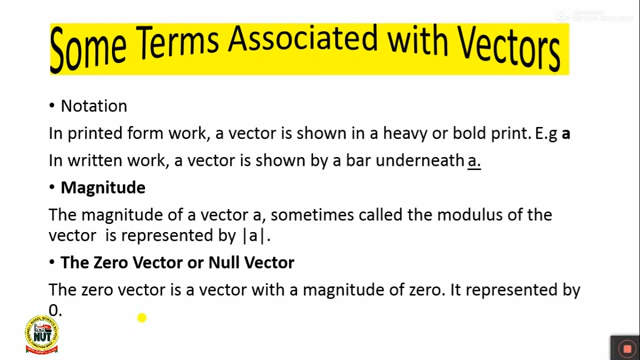 Some Terms Associated with Vectors
• Notation
In printed form work, a vector is shown in a heavy or bold print. E.g a
In written work, a vector is shown by a bar underneath a.
• Magnitude
The magnitude of a vector a, sometimes called the modulus of the
vector is represented by |a|.
• The Zero Vector or Null Vector
The zero vector is a vector with a magnitude of zero. It represented by
0.
NUT